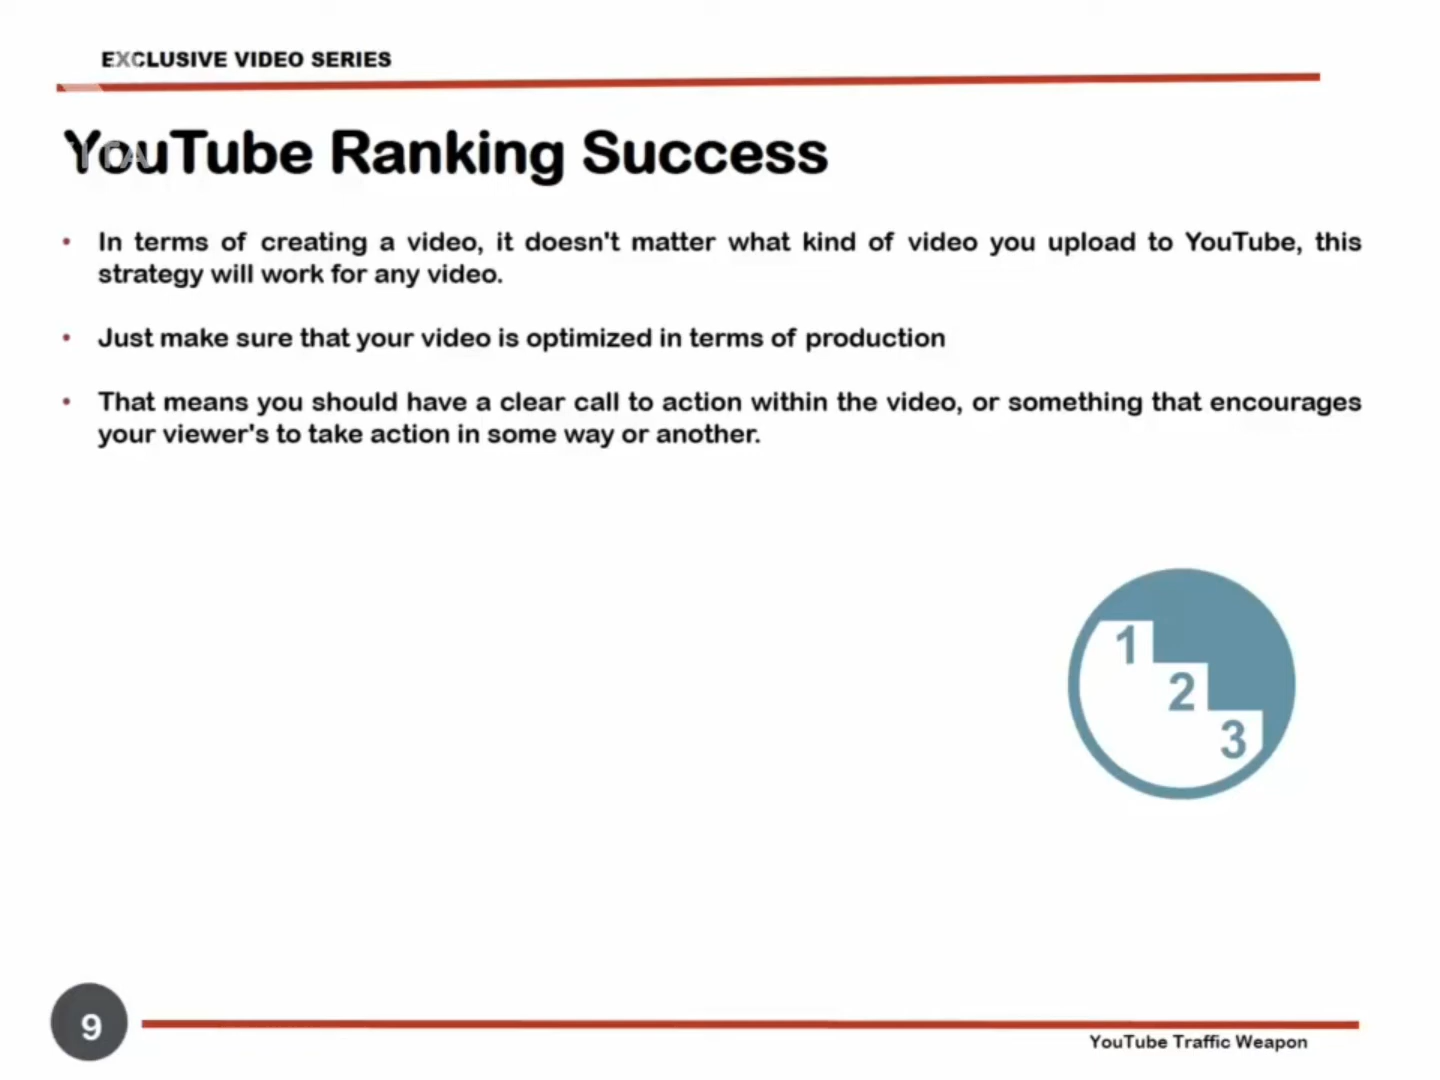 EXCLUSIVE VIDEO SERIES
YouTube Ranking Success
• In terms of creating a video, it doesn't matter what kind of video you upload to YouTube, this
strategy will work for any video.
• Just make sure that your video is optimized in terms of production
• That means you should have a clear call to action within the video, or something that encourages
your viewer's to take action in some way or another.
1
2
3
9
YouTube Traffic Weapon